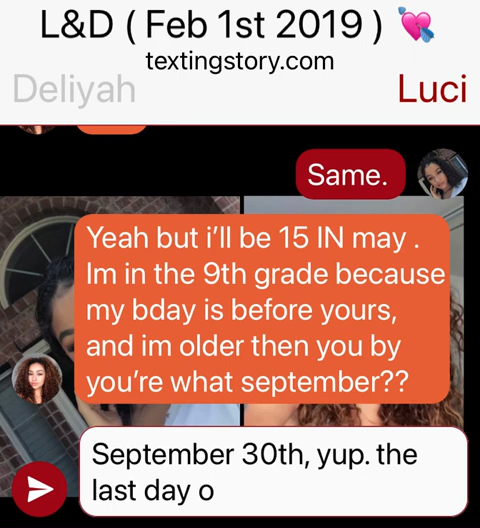 L&D ( Feb 1st 2019 ) 💘
textingstory.com
Deliyah Luci
Same.
Yeah but i'll be 15 IN may .
Im in the 9th grade because
my bday is before yours,
and im older then you by
you're what september??
September 30th, yup. the
last day o